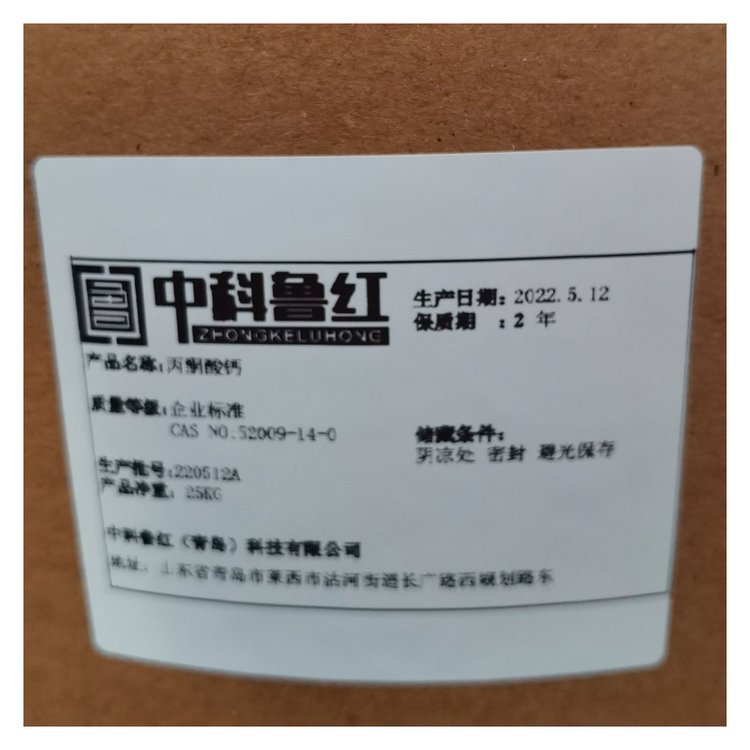 中科鲁红
ZHONGKELUHONG
生产日期：2022.5.12
保质期 ：2 年
产品名称：丙酮酸钙
质量等级：企业标准
CAS NO.52009-14-0
储藏条件：
阴凉处 密封 避光保存
生产批号：220512A
产品净重： 25KG
中科鲁红（青岛）科技有限公司
地址： 山东省青岛市莱西市沽河街道长广路西规划路东